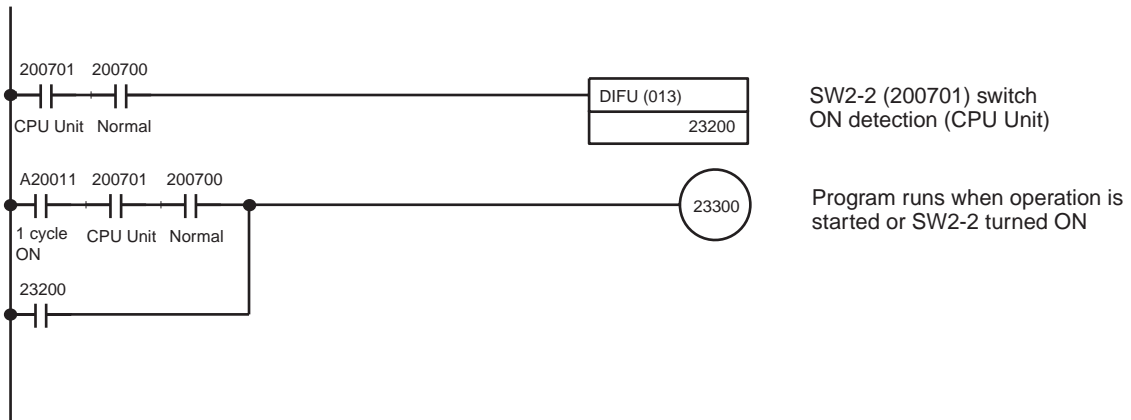 200701 200700
DIFU (013)
23200
CPU Unit Normal
SW2-2 (200701) switch
ON detection (CPU Unit)
A20011 200701 200700
23300
1 cycle
ON
CPU Unit Normal
Program runs when operation is
started or SW2-2 turned ON
23200